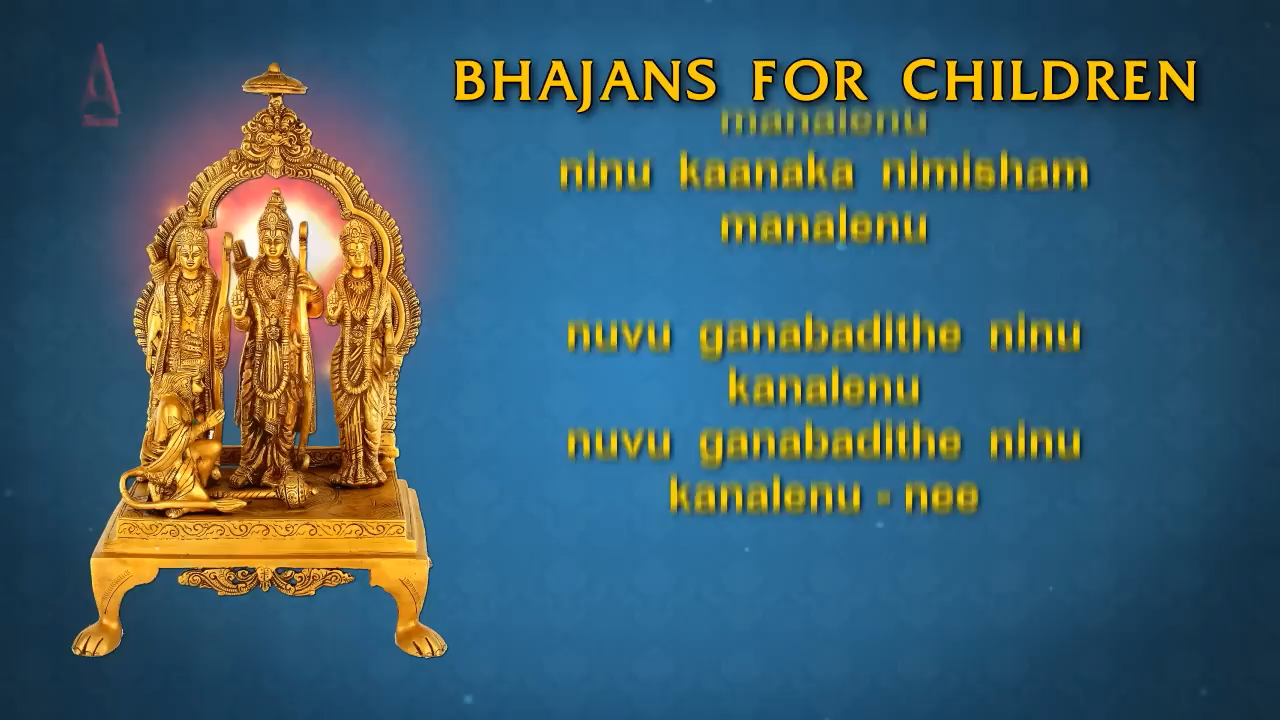 BHAJANS FOR CHILDREN
manalenu
ninu kaanaka nimisham
manalenu
nuvu ganabadithe ninu
kanalenu
nuvu ganabadithe ninu
kanalenu - nee